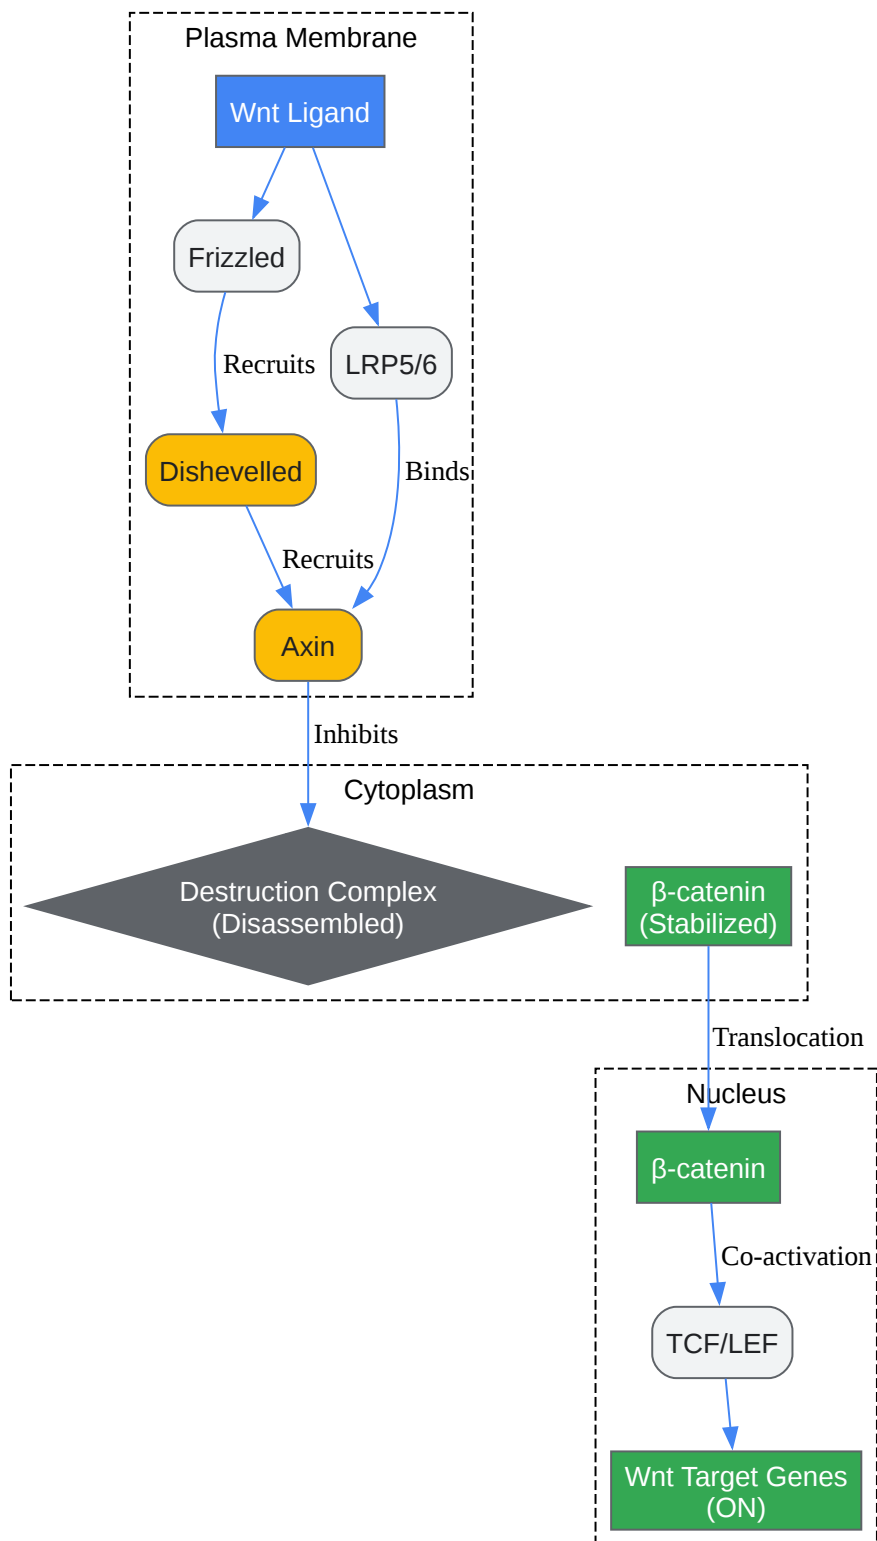 Plasma Membrane
Wnt Ligand
Frizzled
Recruits
LRP5/6
Dishevelled
Binds
Recruits
Axin
Inhibits
Cytoplasm
Destruction Complex
(Disassembled)
β-catenin
(Stabilized)
Translocation
Nucleus
β-catenin
Co-activation
TCF/LEF
Wnt Target Genes
(ON)